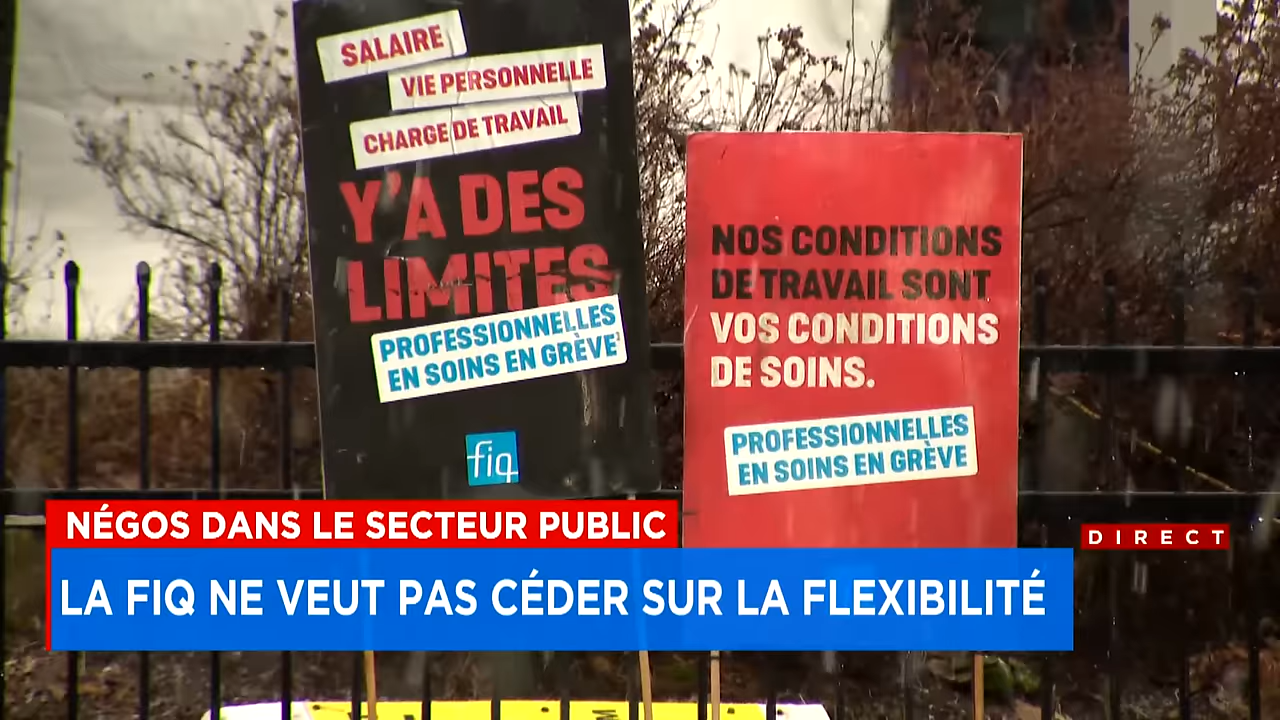 SALAIRE
VIE PERSONNELLE
CHARGE DE TRAVAIL
Y'A DES
LIMITES
PROFESSIONNELLES
EN SOINS EN GRÈVE
fiq
NOS CONDITIONS
DE TRAVAIL SONT
VOS CONDITIONS
DE SOINS.
PROFESSIONNELLES
EN SOINS EN GRÈVE
NÉGOS DANS LE SECTEUR PUBLIC
LA FIQ NE VEUT PAS CÉDER SUR LA FLEXIBILITÉ
DIRECT